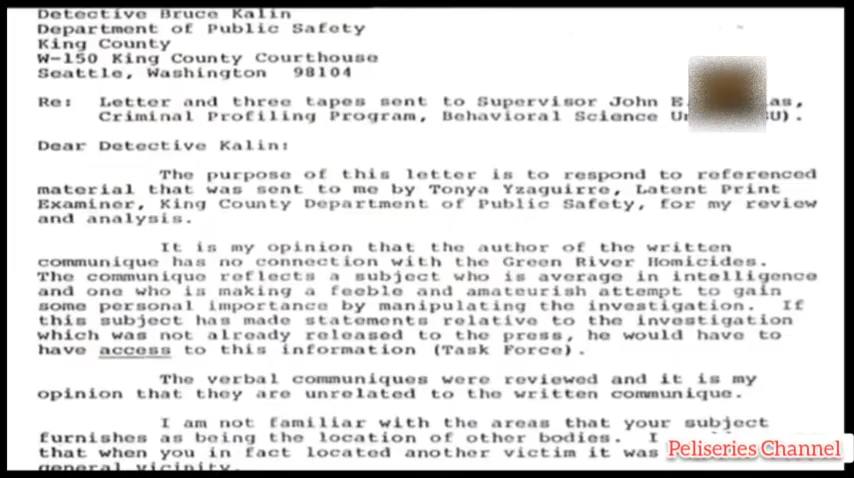 Detective Bruce Kalin
Department of Public Safety
King County
W-150 King County Courthouse
Seattle, Washington 98104
Re: Letter and three tapes sent to Supervisor John E.
Criminal Profiling Program, Behavioral Science
Dear Detective Kalin:
The purpose of this letter is to respond to referenced
material that was sent to me by Tonya Yzaguirre, Latent Print
Examiner, King County Department of Public Safety, for my review
and analysis.
It is my opinion that the author of the written
communique has no connection with the Green River Homicides.
The communique reflects a subject who is average in intelligence
and one who is making a feeble and amateurish attempt to gain
some personal importance by manipulating the investigation. If
this subject has made statements relative to the investigation
which was not already released to the press, he would have to
have access to this information (Task Force).
The verbal communiques were reviewed and it is my
opinion that they are unrelated to the written communique.
I am not familiar with the areas that your subject
furnishes as being the location of other bodies. I
that when you in fact located another victim it was
general vicinity.
Peliseries Channel